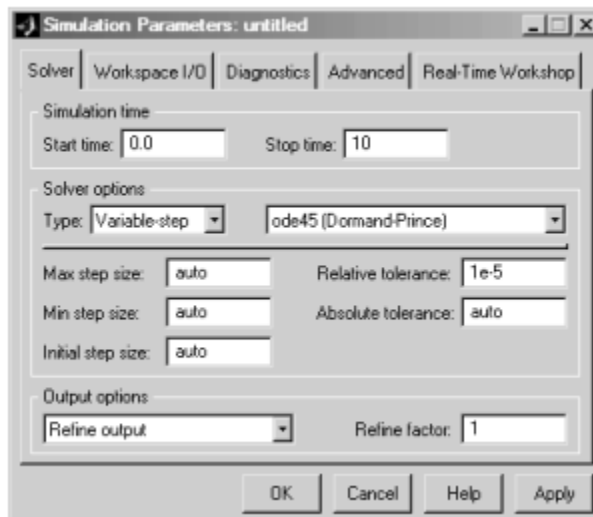 Simulation Parameters: untitled
Solver Workspace I/O Diagnostics Advanced Real-Time Workshop
Simulation time
Start time: 0.0 Stop time: 10
Solver options
Type: Variable-step ode45 (Dormand-Prince)
Max step size: auto Relative tolerance: 1e-5
Min step size: auto Absolute tolerance: auto
Initial step size: auto
Output options
Refine output Refine factor: 1
OK Cancel Help Apply